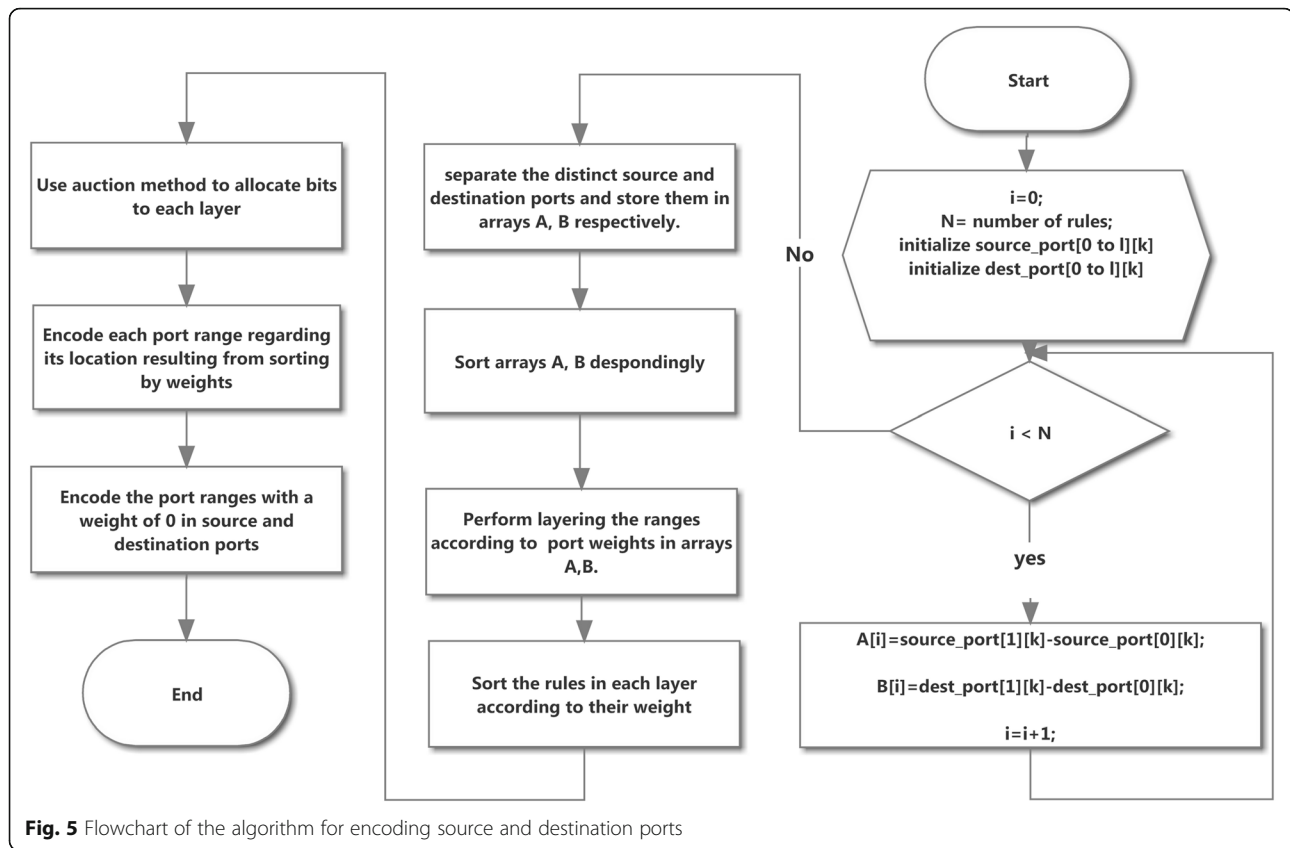 Start
i=0;
N= number of rules;
initialize source_port[0 to l][k]
initialize dest_port[0 to l][k]
i < N
yes
A[i]=source_port[1][k]-source_port[0][k];
B[i]=dest_port[1][k]-dest_port[0][k];
i=i+1;
No
separate the distinct source and
destination ports and store them in
arrays A, B respectively.
Sort arrays A, B despondingly
Perform layering the ranges
according to port weights in arrays
A,B.
Sort the rules in each layer
according to their weight
Use auction method to allocate bits
to each layer
Encode each port range regarding
its location resulting from sorting
by weights
Encode the port ranges with a
weight of 0 in source and
destination ports
End
Fig. 5 Flowchart of the algorithm for encoding source and destination ports